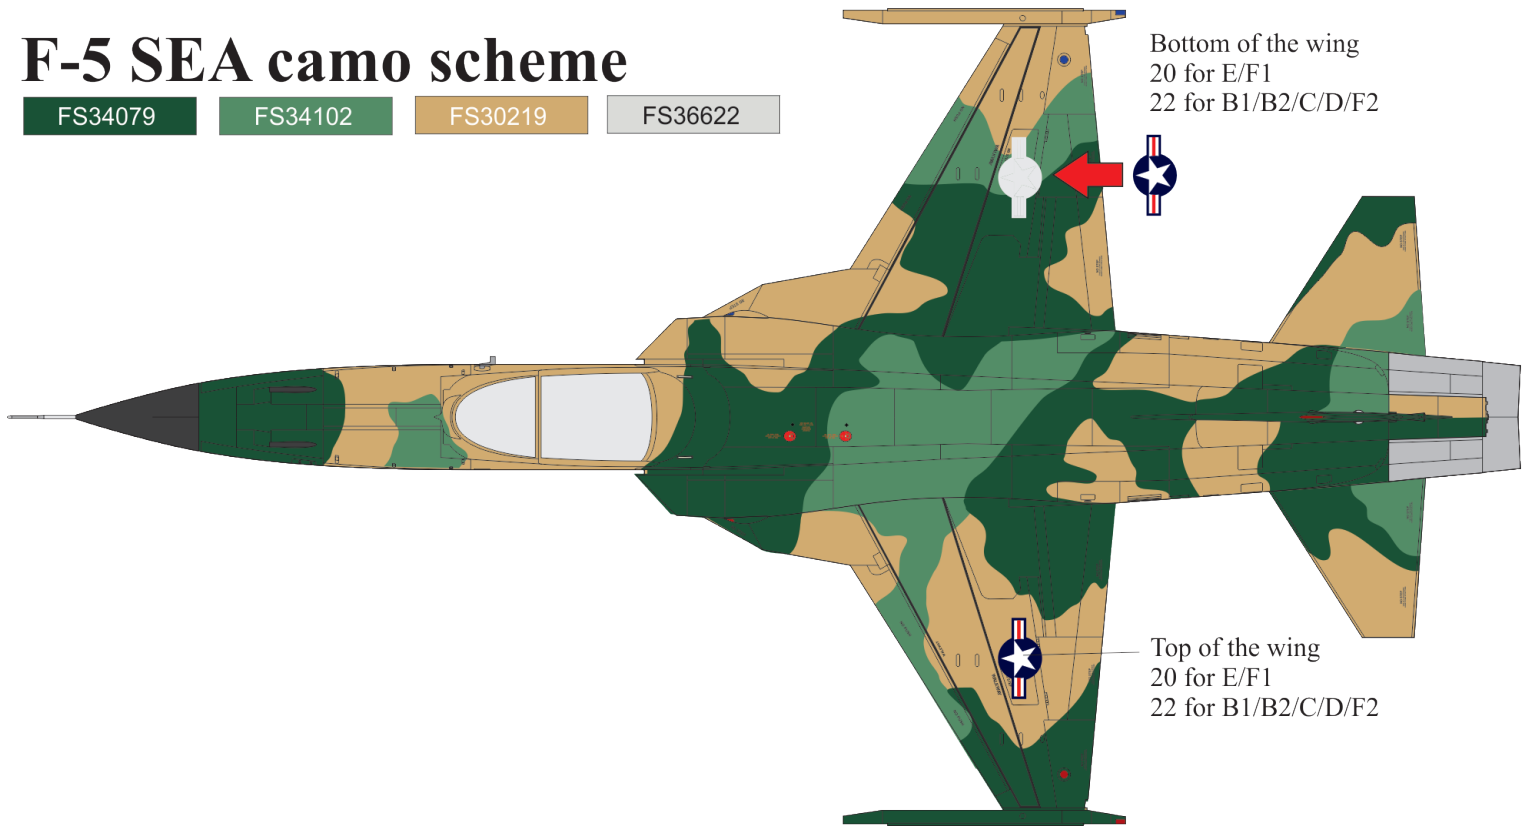 F-5 SEA camo scheme
FS34079
FS34102
FS30219
FS36622
Bottom of the wing
20 for E/F1
22 for B1/B2/C/D/F2
Top of the wing
20 for E/F1
22 for B1/B2/C/D/F2